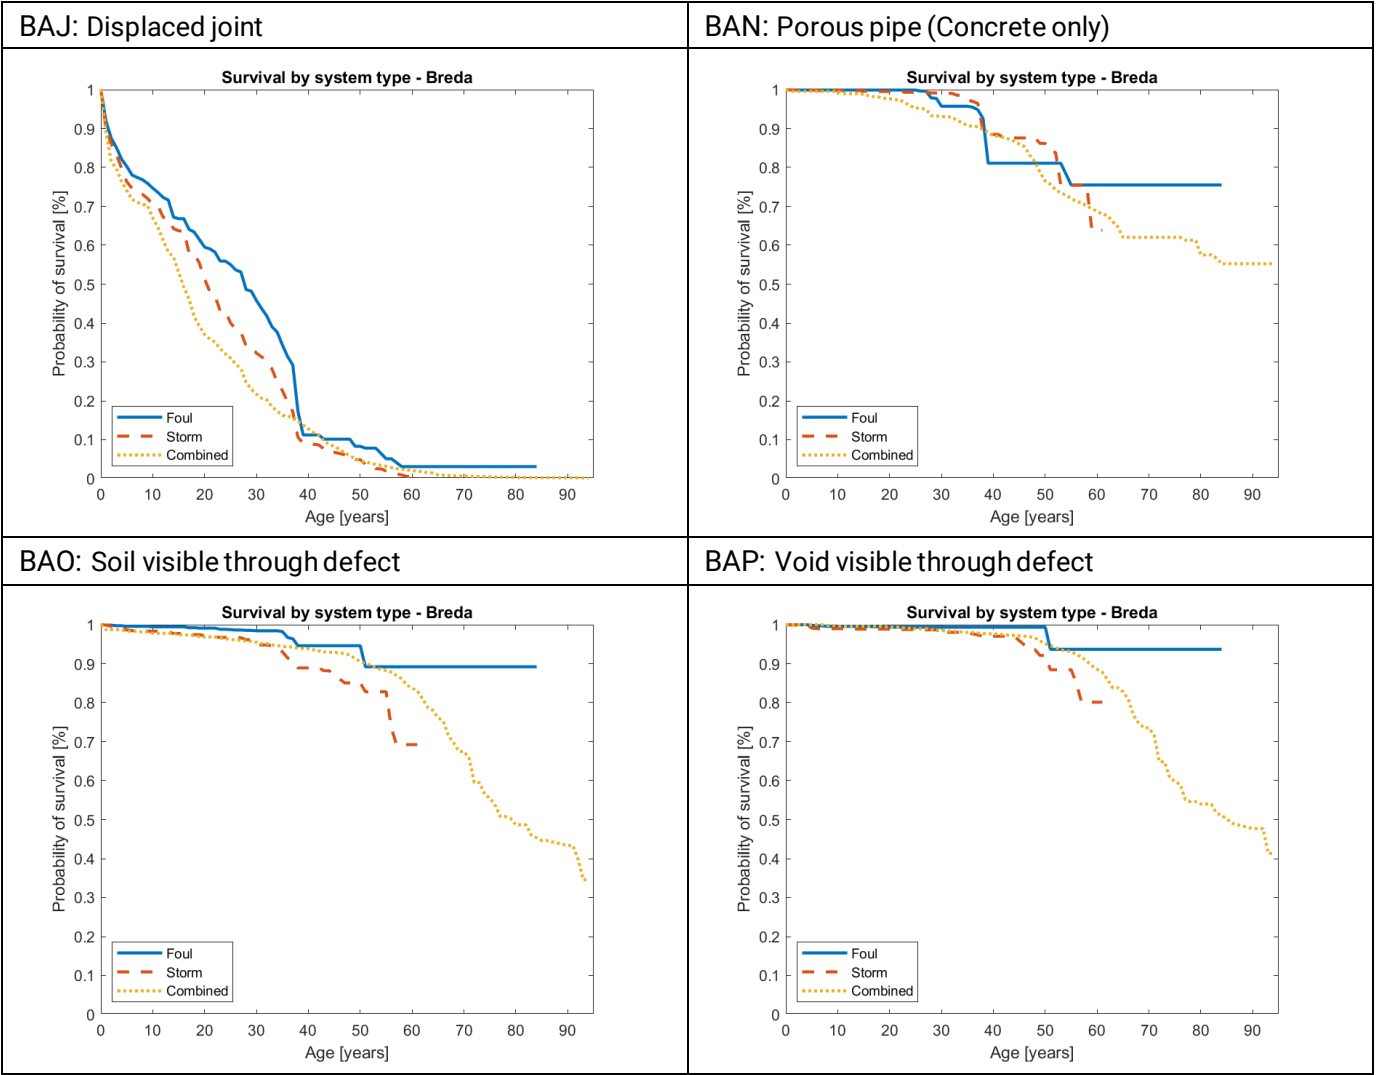 BAJ: Displaced joint
BAN: Porous pipe (Concrete only)
Survival by system type - Breda
Probability of survival [%]
1
0.9
0.8
0.7
0.6
0.5
0.4
0.3
0.2
0.1
0
Foul
Storm
Combined
0 10 20 30 40 50 60 70 80 90
Age [years]
Survival by system type - Breda
Probability of survival [%]
1
0.9
0.8
0.7
0.6
0.5
0.4
0.3
0.2
0.1
0
Foul
Storm
Combined
0 10 20 30 40 50 60 70 80 90
Age [years]
BAO: Soil visible through defect
BAP: Void visible through defect
Survival by system type - Breda
Probability of survival [%]
1
0.9
0.8
0.7
0.6
0.5
0.4
0.3
0.2
0.1
0
Foul
Storm
Combined
0 10 20 30 40 50 60 70 80 90
Age [years]
Survival by system type - Breda
Probability of survival [%]
1
0.9
0.8
0.7
0.6
0.5
0.4
0.3
0.2
0.1
0
Foul
Storm
Combined
0 10 20 30 40 50 60 70 80 90
Age [years]